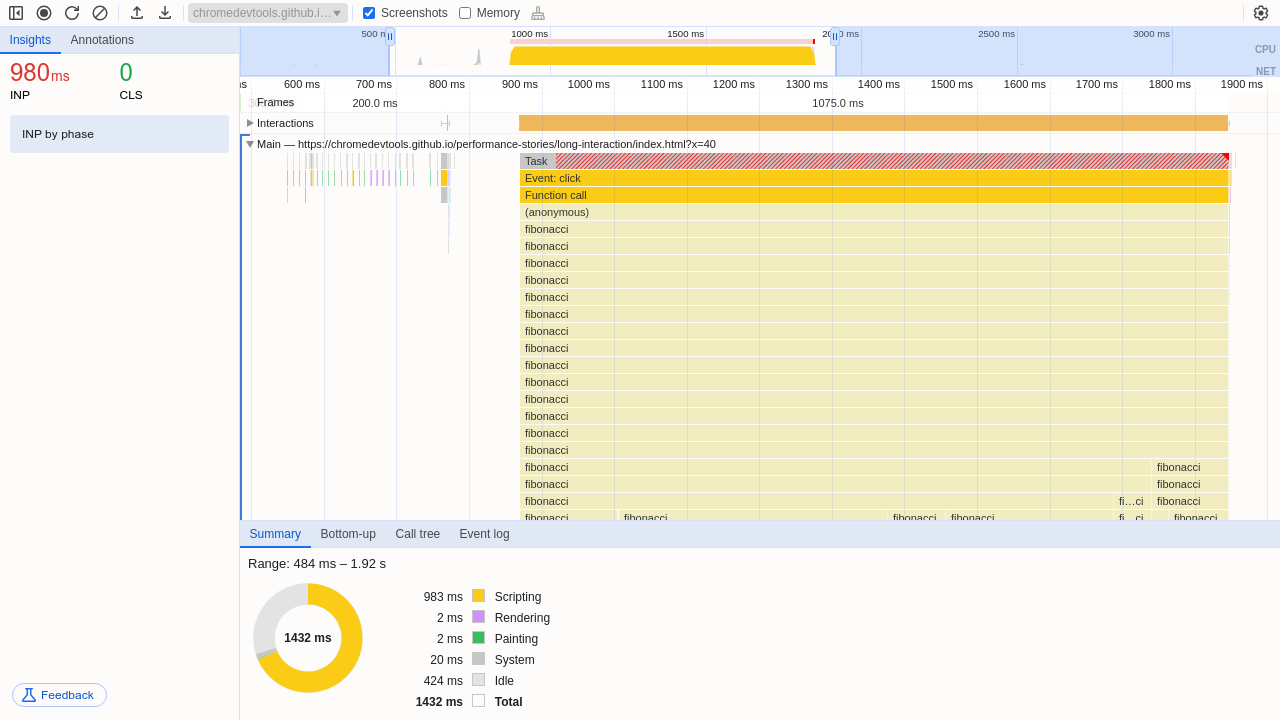 chromedevtools.github.i…
Screenshots
Memory
Insights
Annotations
980ms
INP
0
CLS
INP by phase
Feedback
1000 ms
1500 ms
2500 ms
3000 ms
CPU
NET
600 ms
700 ms
800 ms
900 ms
1000 ms
1100 ms
1200 ms
1300 ms
1400 ms
1500 ms
1600 ms
1700 ms
1800 ms
1900 ms
Frames
200.0 ms
1075.0 ms
Interactions
Main — https://chromedevtools.github.io/performance-stories/long-interaction/index.html?x=40
Task
Event: click
Function call
(anonymous)
fibonacci
fibonacci
fibonacci
fibonacci
fibonacci
fibonacci
fibonacci
fibonacci
fibonacci
fibonacci
fibonacci
fibonacci
fibonacci
fibonacci
fibonacci fibonacci
fibonacci fibonacci
fibonacci fi…ci fibonacci
fibonacci fibonacci fibonacci fibonacci fi…ci fibonacci
Summary
Bottom-up
Call tree
Event log
Range: 484 ms – 1.92 s
1432 ms
983 ms Scripting
2 ms Rendering
2 ms Painting
20 ms System
424 ms Idle
1432 ms Total